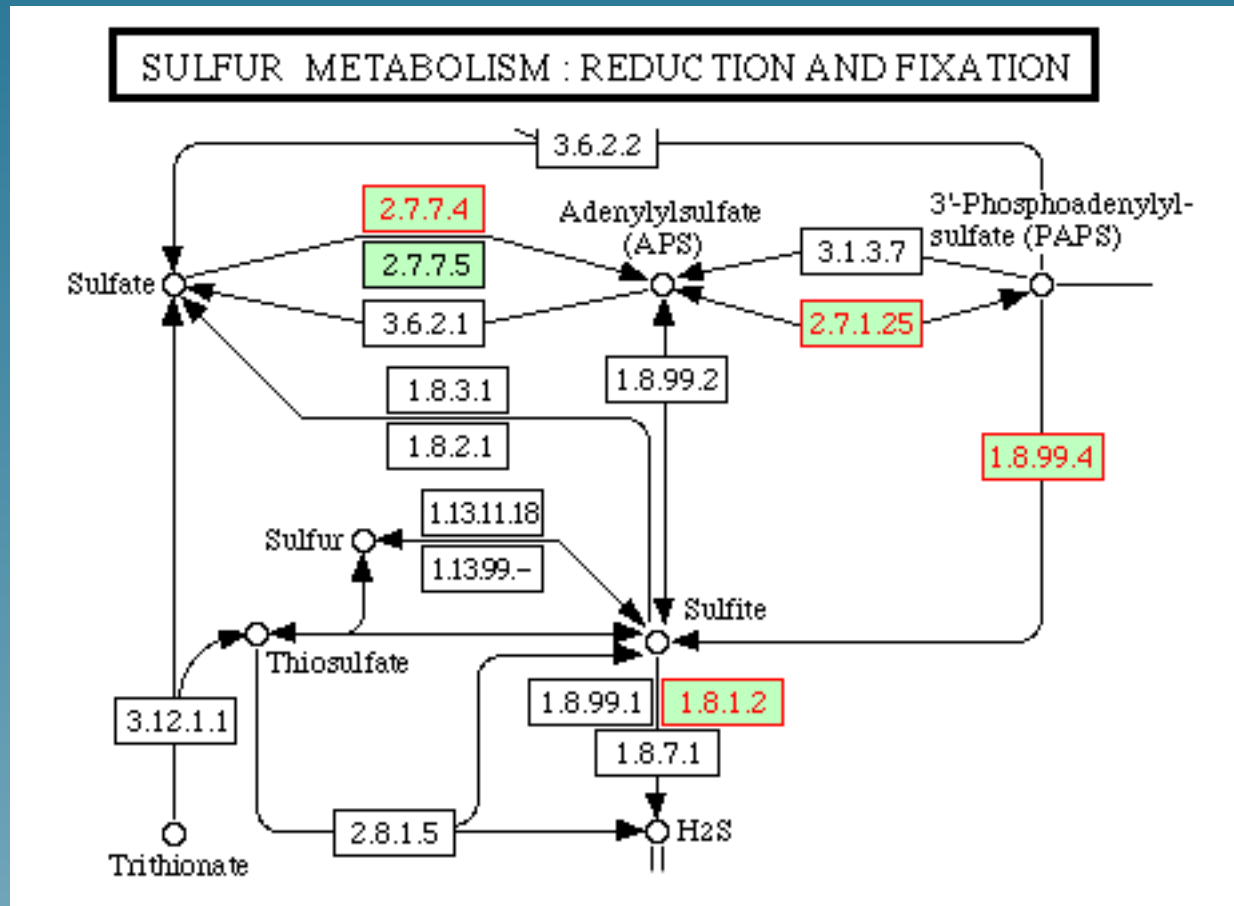 SULFUR METABOLISM : REDUCTION AND FIXATION
3.6.2.2
2.7.7.4
Adenylylsulfate
(APS)
3'-Phosphoadenylyl-
sulfate (PAPS)
2.7.7.5
3.1.3.7
Sulfate
3.6.2.1
2.7.1.25
1.8.99.2
1.8.3.1
1.8.2.1
1.8.99.4
1.13.11.18
Sulfur
1.13.99.–
Sulfite
Thiosulfate
1.8.99.1
1.8.1.2
3.12.1.1
1.8.7.1
2.8.1.5
H2S
Trithionate